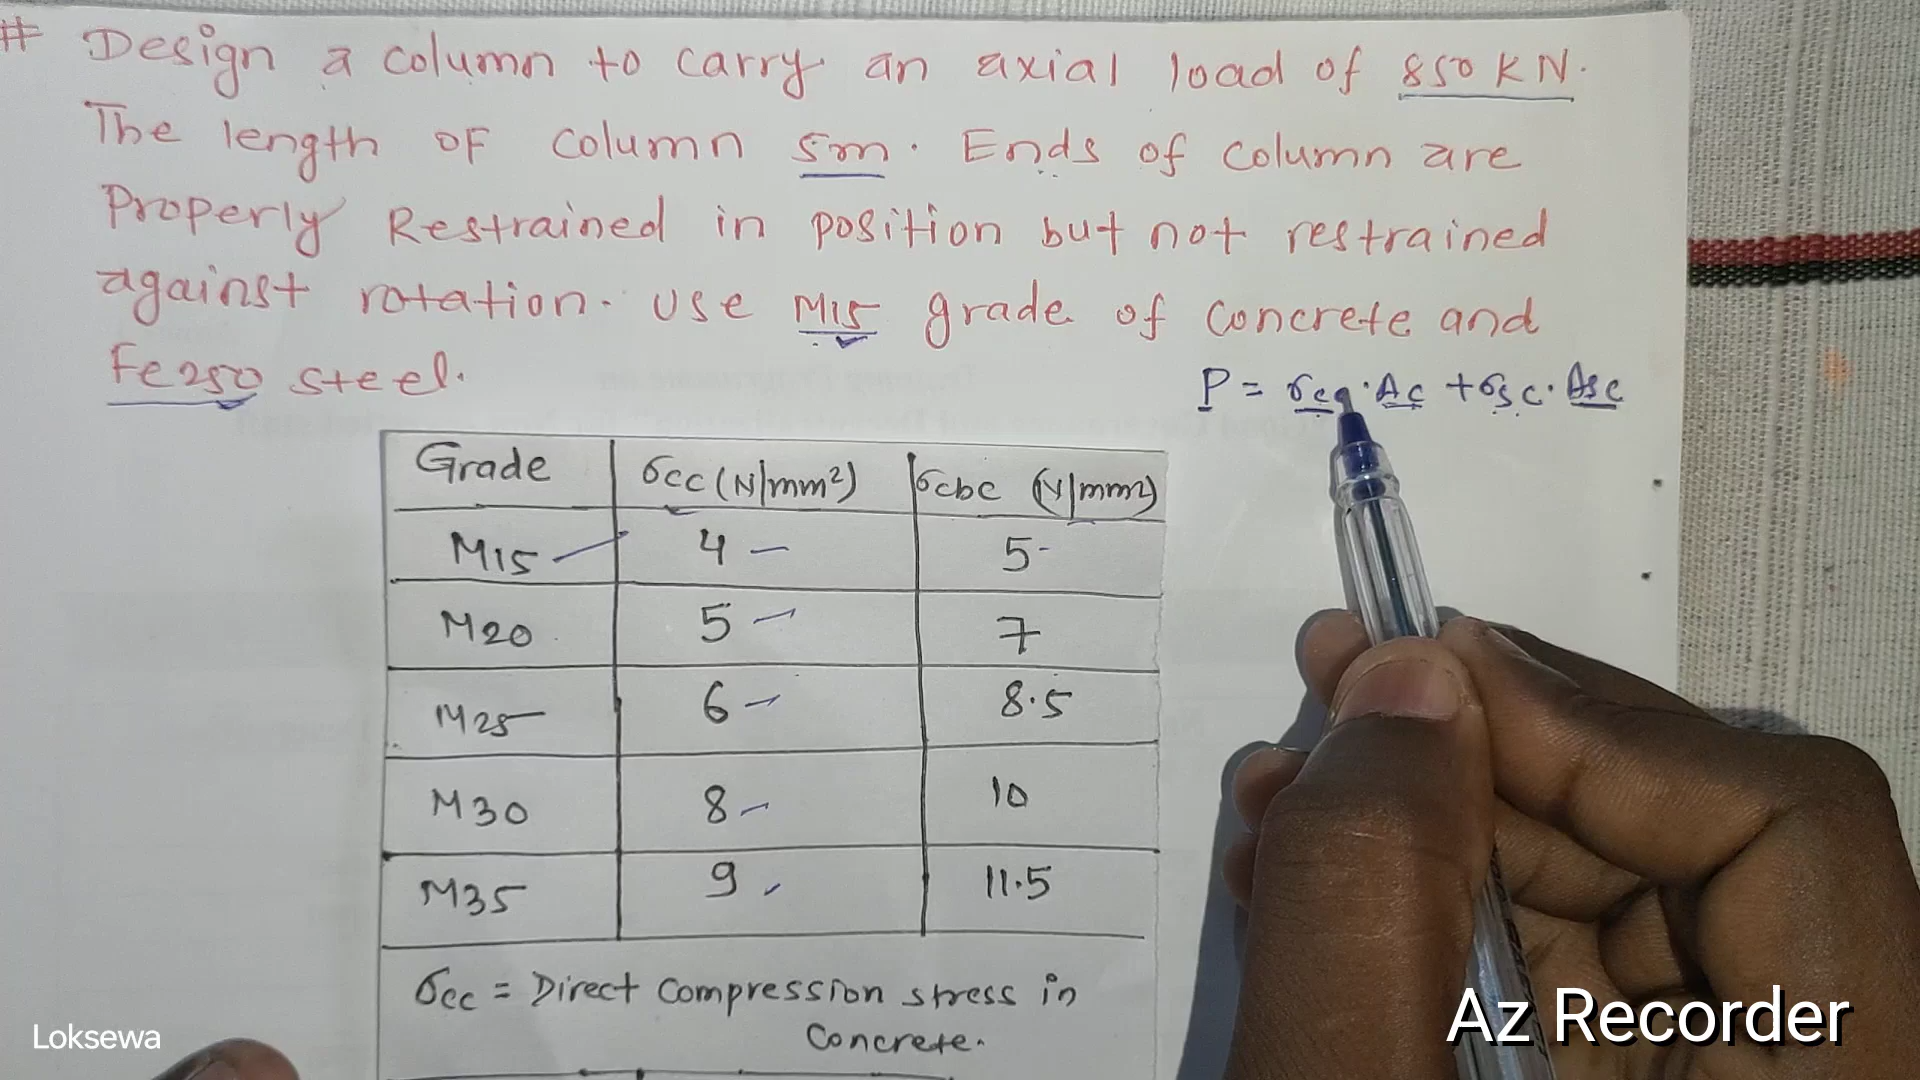 # Design a column to carry an axial load of 850 KN.
The length of column 5m. Ends of column are
Properly Restrained in position but not restrained
against rotation. use M15 grade of concrete and
Fe250 steel.
P = σcc·Ac + σsc·Asc
Grade σcc (N/mm²) σcbc (N/mm²)
M15 4 5
M20 5 7
M25 6 8.5
M30 8 10
M35 9 11.5
σcc = Direct compression stress in
concrete.
Loksewa
Az Recorder